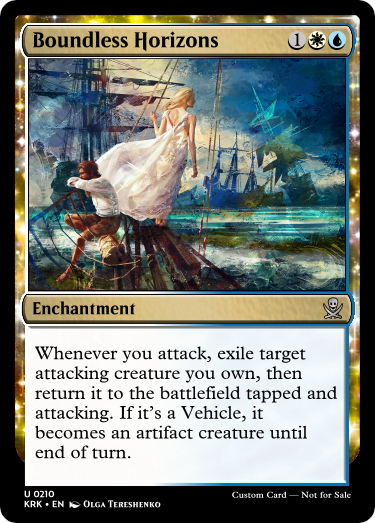 Boundless Horizons 1
Enchantment
Whenever you attack, exile target
attacking creature you own, then
return it to the battlefield tapped and
attacking. If it's a Vehicle, it
becomes an artifact creature until
end of turn.
U 0210
KRK • EN Olga Tereshenko
Custom Card — Not for Sale